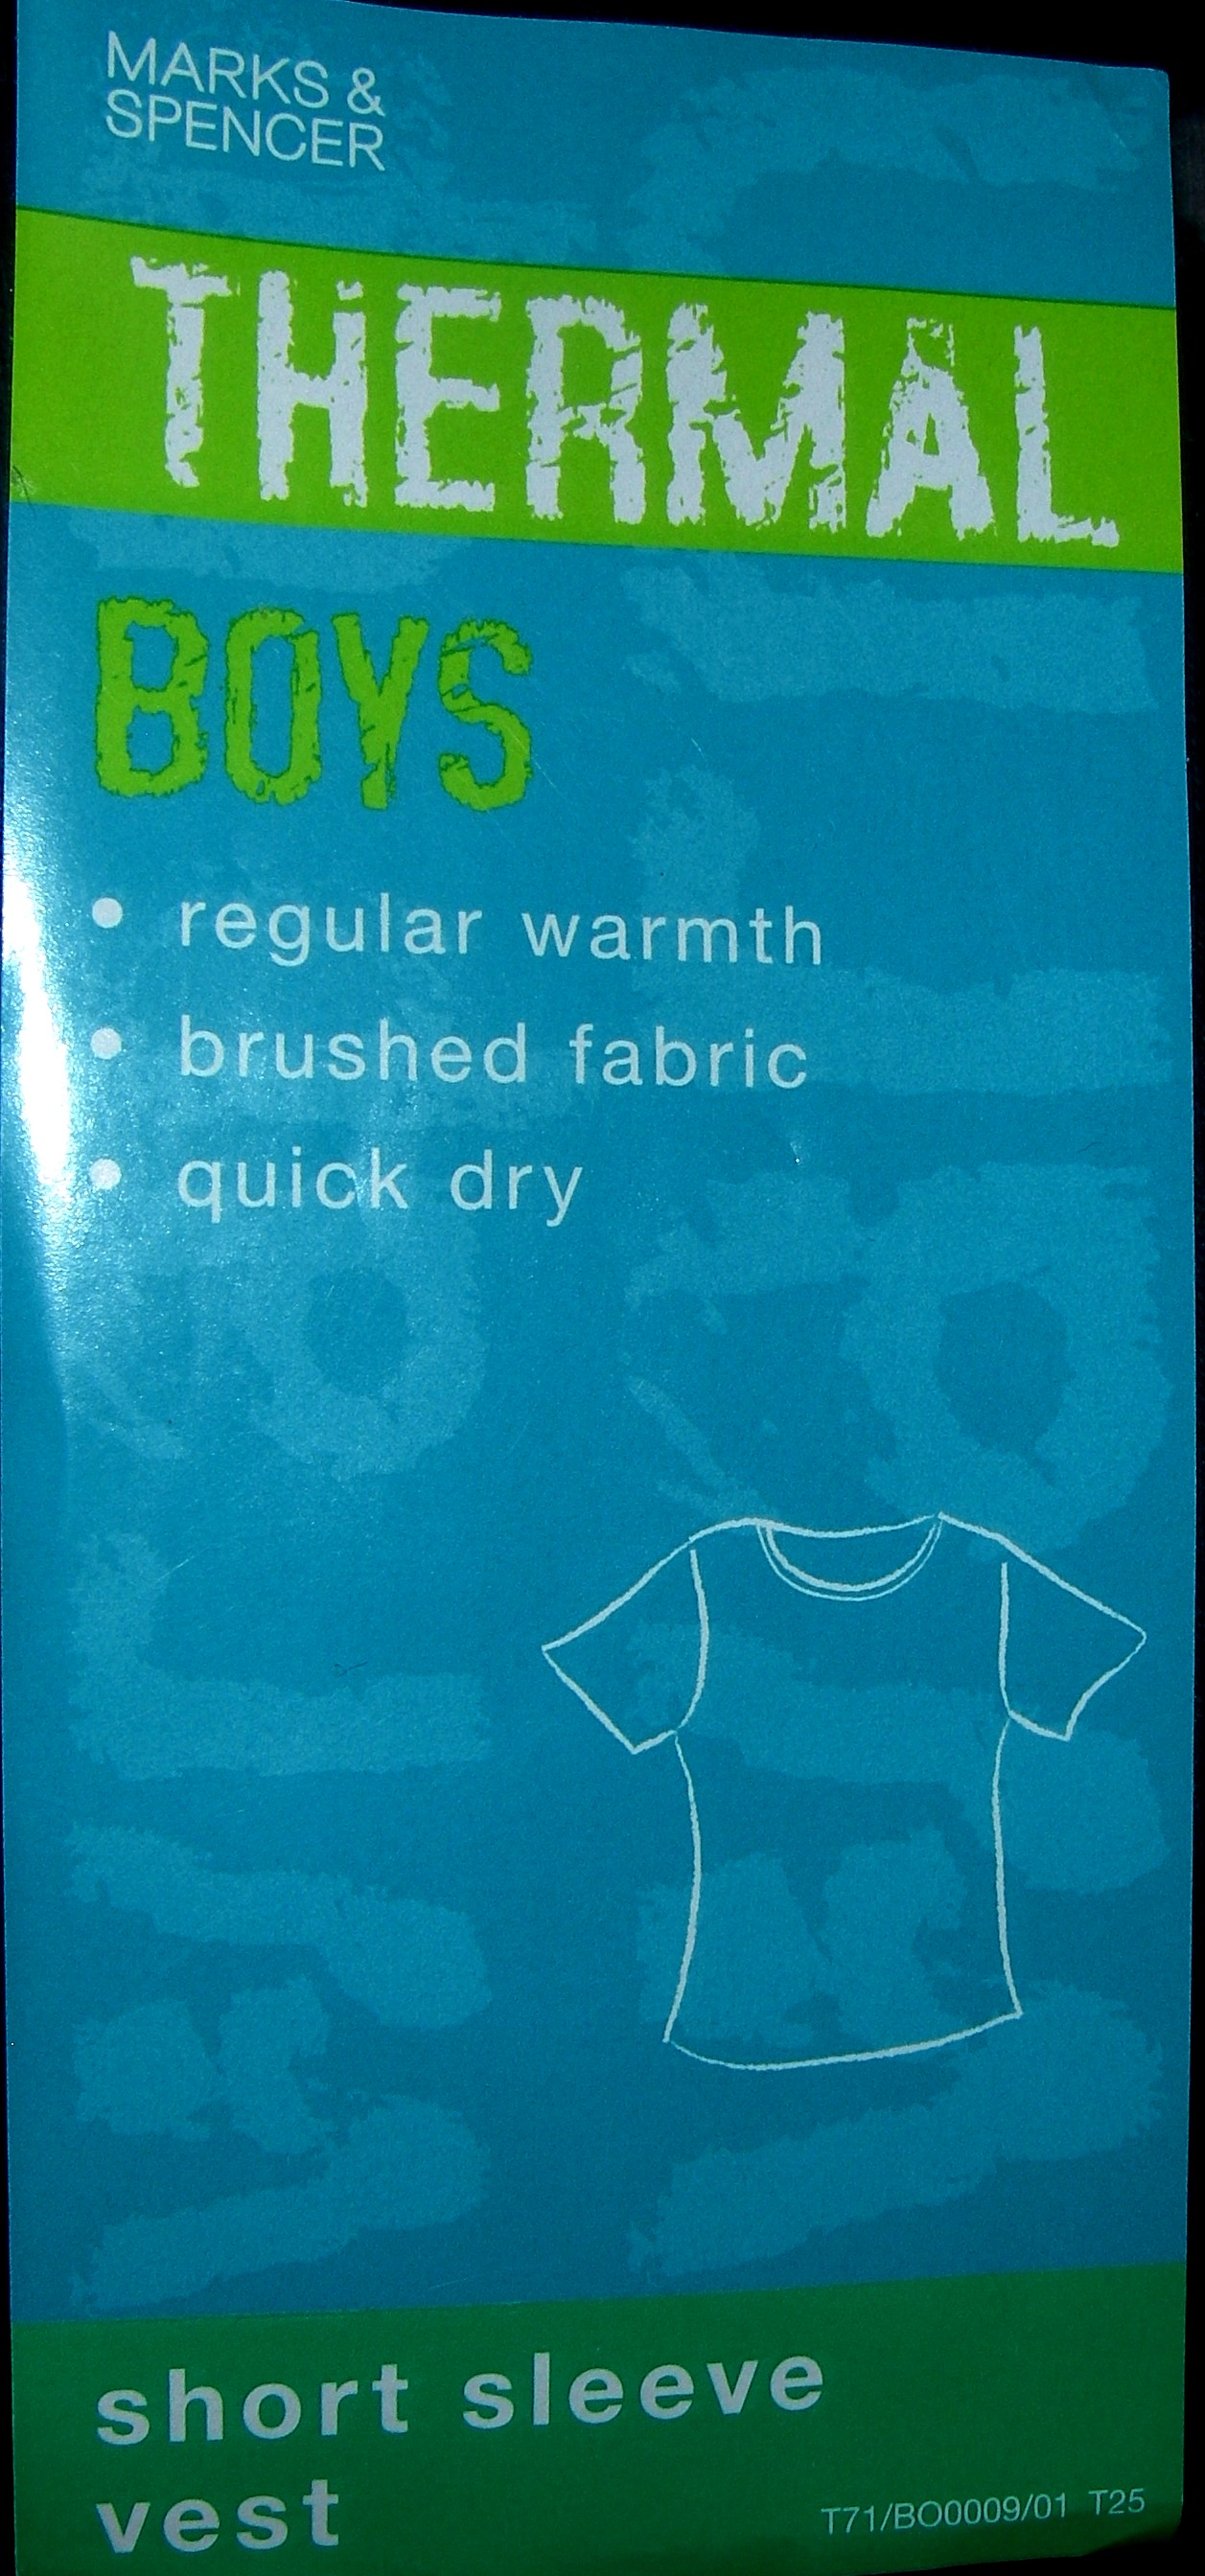 MARKS &
SPENCER
THERMAL
BOYS
• regular warmth
• brushed fabric
• quick dry
short sleeve
vest
T71/BO0009/01 T25